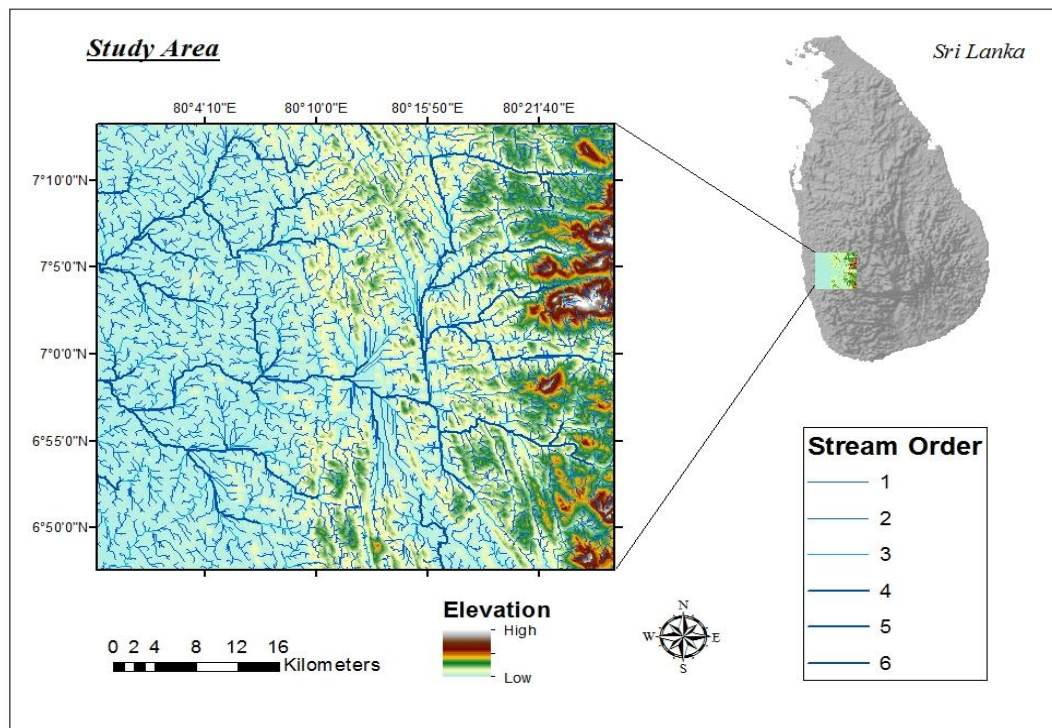 Study Area
Sri Lanka
80°4'10"E 80°10'0"E 80°15'50"E 80°21'40"E
7°10'0"N
7°5'0"N
7°0'0"N
6°55'0"N
6°50'0"N
Stream Order
1
2
3
4
5
6
Elevation
High
Low
N
W E
S
0 2 4 8 12 16
Kilometers